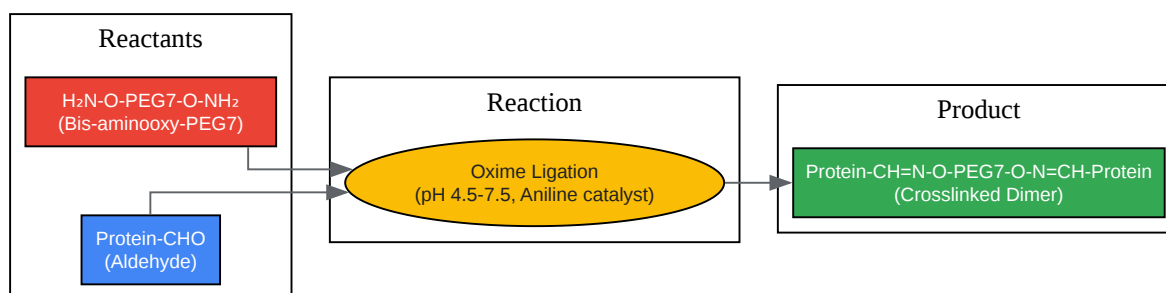 Reactants
H₂N-O-PEG7-O-NH₂
(Bis-aminooxy-PEG7)
Protein-CHO
(Aldehyde)
Reaction
Oxime Ligation
(pH 4.5-7.5, Aniline catalyst)
Product
Protein-CH=N-O-PEG7-O-N=CH-Protein
(Crosslinked Dimer)